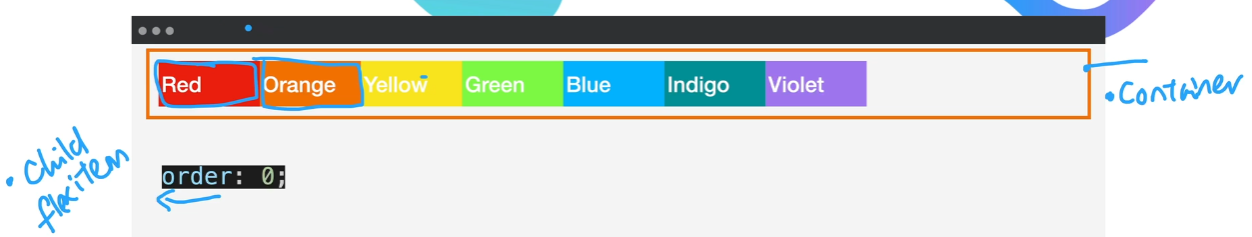 Red Orange Yellow Green Blue Indigo Violet
• Container
• Child
flexitem
order: 0;